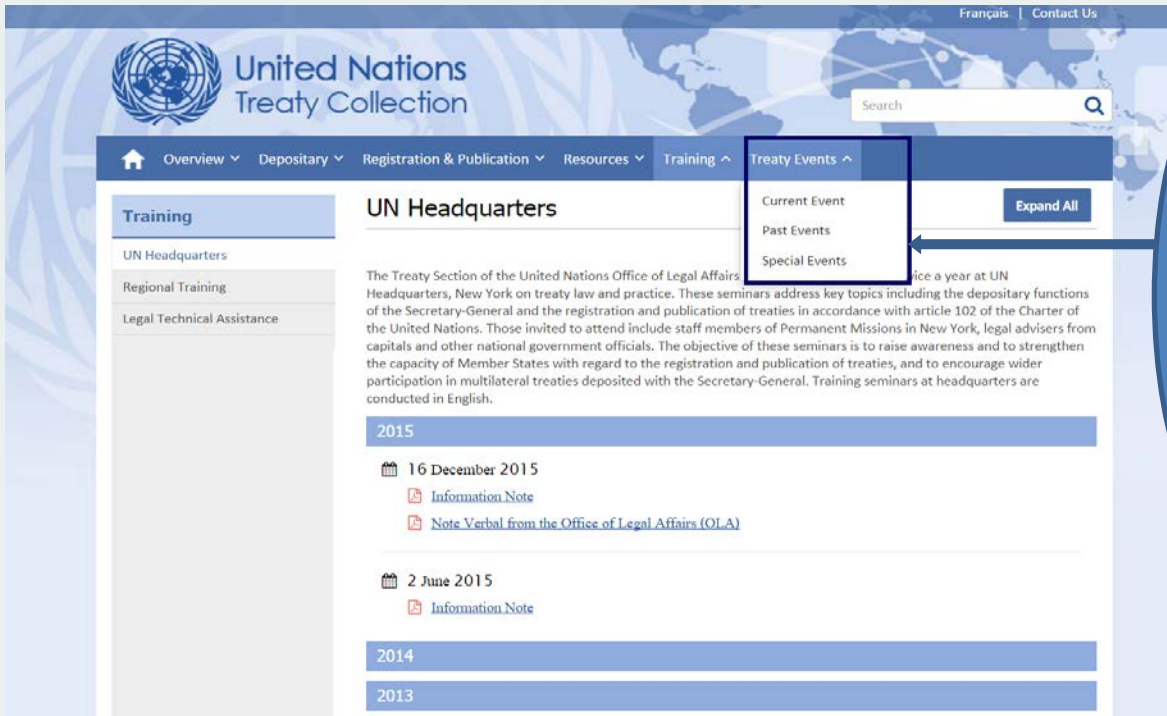 Français | Contact Us
United Nations
Treaty Collection
Search
Overview Depositary Registration & Publication Resources Training Treaty Events
Current Event
Past Events
Special Events
Training
UN Headquarters
Regional Training
Legal Technical Assistance
UN Headquarters
Expand All
The Treaty Section of the United Nations Office of Legal Affairs a year at UN
Headquarters, New York on treaty law and practice. These seminars address key topics including the depositary functions
of the Secretary-General and the registration and publication of treaties in accordance with article 102 of the Charter of
the United Nations. Those invited to attend include staff members of Permanent Missions in New York, legal advisers from
capitals and other national government officials. The objective of these seminars is to raise awareness and to strengthen
the capacity of Member States with regard to the registration and publication of treaties, and to encourage wider
participation in multilateral treaties deposited with the Secretary-General. Training seminars at headquarters are
conducted in English.
2015
16 December 2015
Information Note
Note Verbal from the Office of Legal Affairs (OLA)
2 June 2015
Information Note
2014
2013